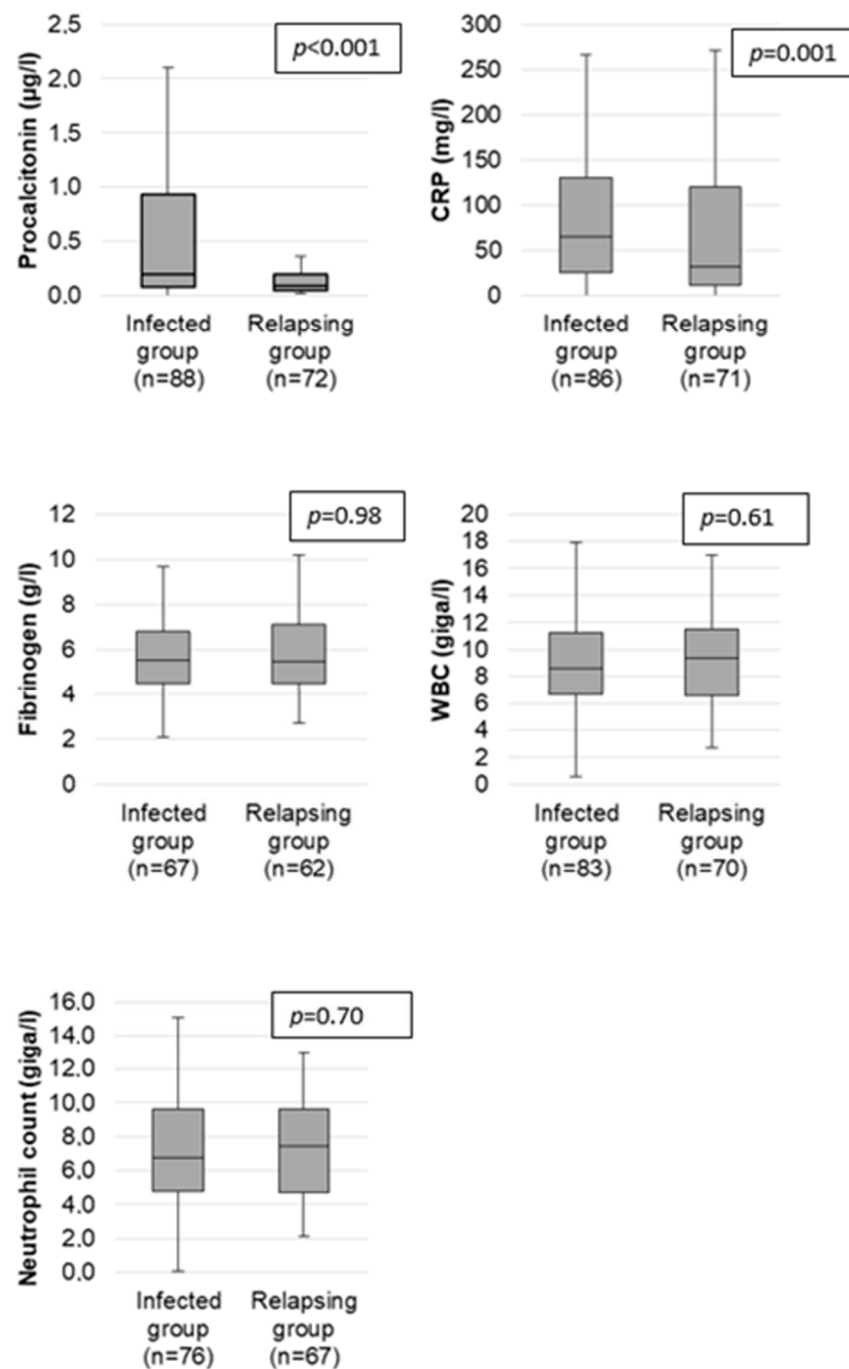 Procalcitonin (µg/l)
2.5
2.0
1.5
1.0
0.5
0.0
p<0.001
Infected
group
(n=88)
Relapsing
group
(n=72)
CRP (mg/l)
300
250
200
150
100
50
0
p=0.001
Infected
group
(n=86)
Relapsing
group
(n=71)
Fibrinogen (g/l)
12
10
8
6
4
2
0
p=0.98
Infected
group
(n=67)
Relapsing
group
(n=62)
WBC (giga/l)
20
18
16
14
12
10
8
6
4
2
0
p=0.61
Infected
group
(n=83)
Relapsing
group
(n=70)
Neutrophil count (giga/l)
16.0
14.0
12.0
10.0
8.0
6.0
4.0
2.0
0.0
p=0.70
Infected
group
(n=76)
Relapsing
group
(n=67)